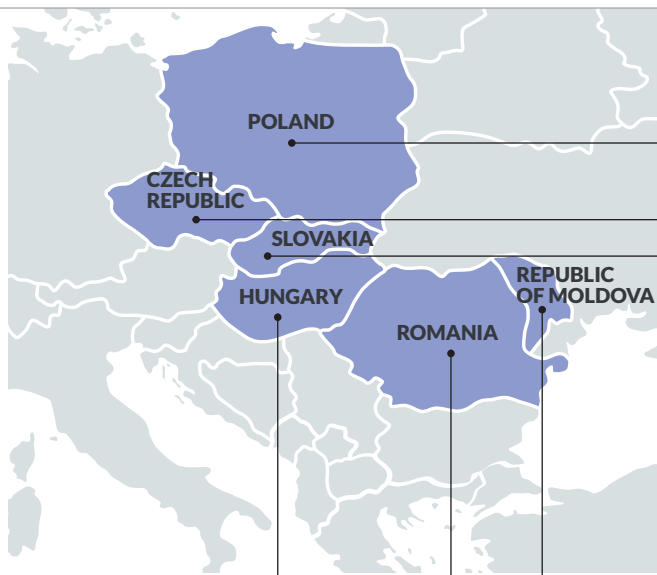 POLAND
CZECH
REPUBLIC
SLOVAKIA
HUNGARY
REPUBLIC
OF MOLDOVA
ROMANIA